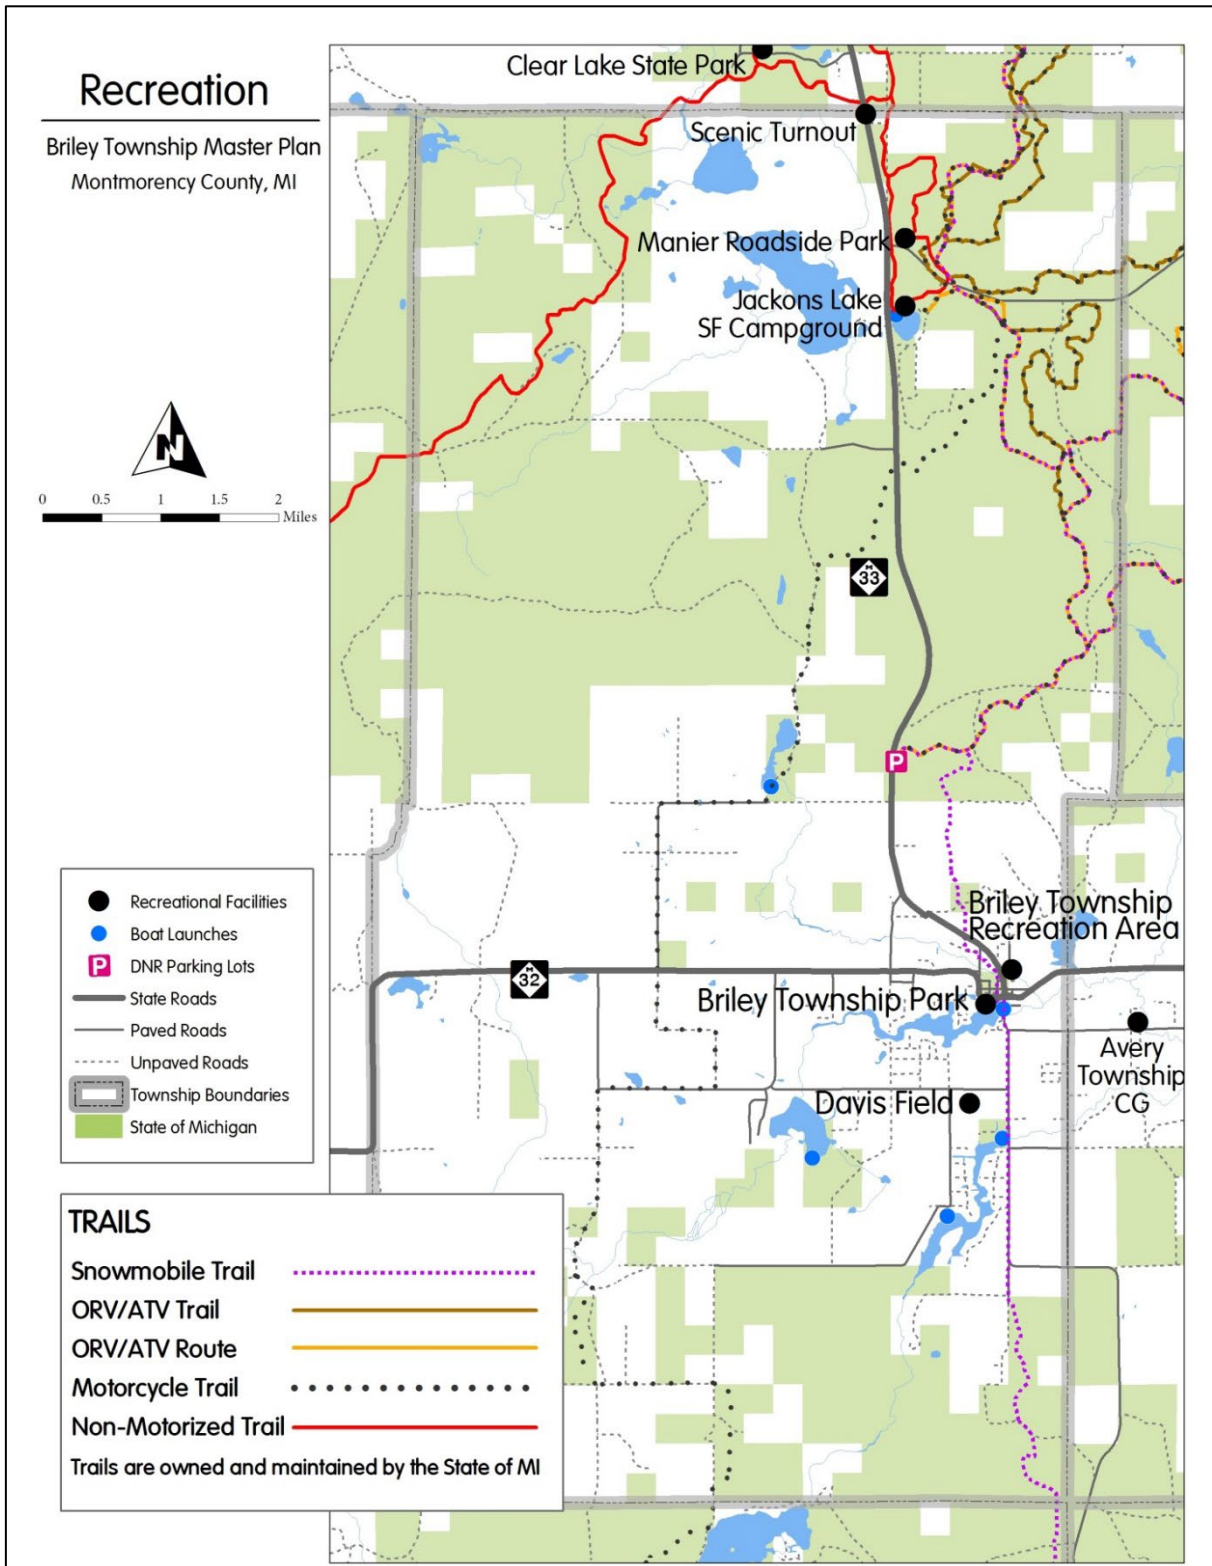 Recreation
Briley Township Master Plan
Montmorency County, MI
Clear Lake State Park
Scenic Turnout
Manier Roadside Park
Jackons Lake
SF Campground
N
0 0.5 1 1.5 2
Miles
M
33
P
Briley Township
Recreation Area
M
32
Briley Township Park
Avery
Township
CG
Davis Field
Recreational Facilities
Boat Launches
P DNR Parking Lots
State Roads
Paved Roads
Unpaved Roads
Township Boundaries
State of Michigan
TRAILS
Snowmobile Trail
ORV/ATV Trail
ORV/ATV Route
Motorcycle Trail
Non-Motorized Trail
Trails are owned and maintained by the State of MI